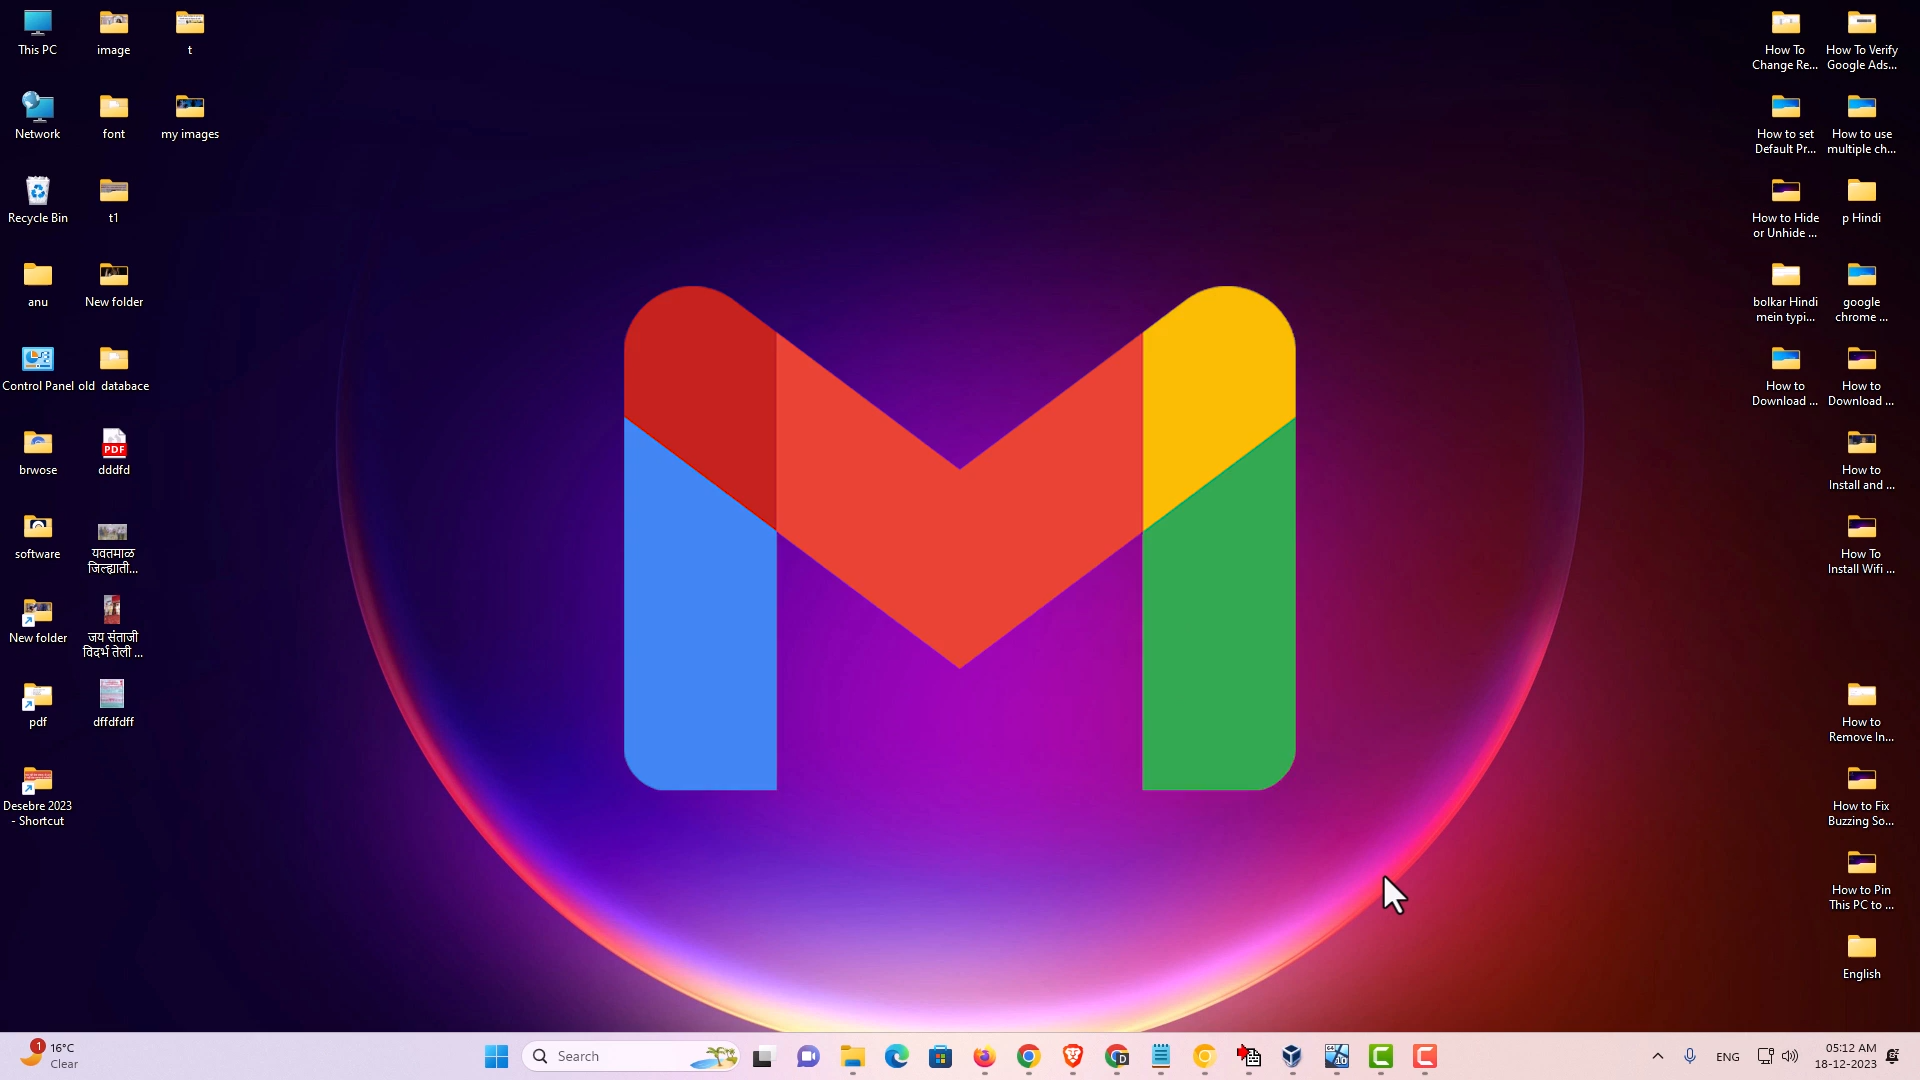 This PC
image
t
Network
font
my images
Recycle Bin
t1
anu
New folder
Control Panel
old databace
brwose
PDF
dddfd
software
यवतमाळ
जिल्ह्याती...
New folder
जय संताजी
विदर्भ तेली ...
pdf
dffdfdff
Desebre 2023
- Shortcut
How To
Change Re...
How To Verify
Google Ads...
How to set
Default Pr...
How to use
multiple ch...
How to Hide
or Unhide ...
p Hindi
bolkar Hindi
mein typi...
google
chrome ...
How to
Download ...
How to
Download ...
How to
Install and ...
How To
Install Wifi ...
How to
Remove In...
How to Fix
Buzzing So...
How to Pin
This PC to ...
English
1
16°C
Clear
Search
D
10
ENG
05:12 AM
18-12-2023